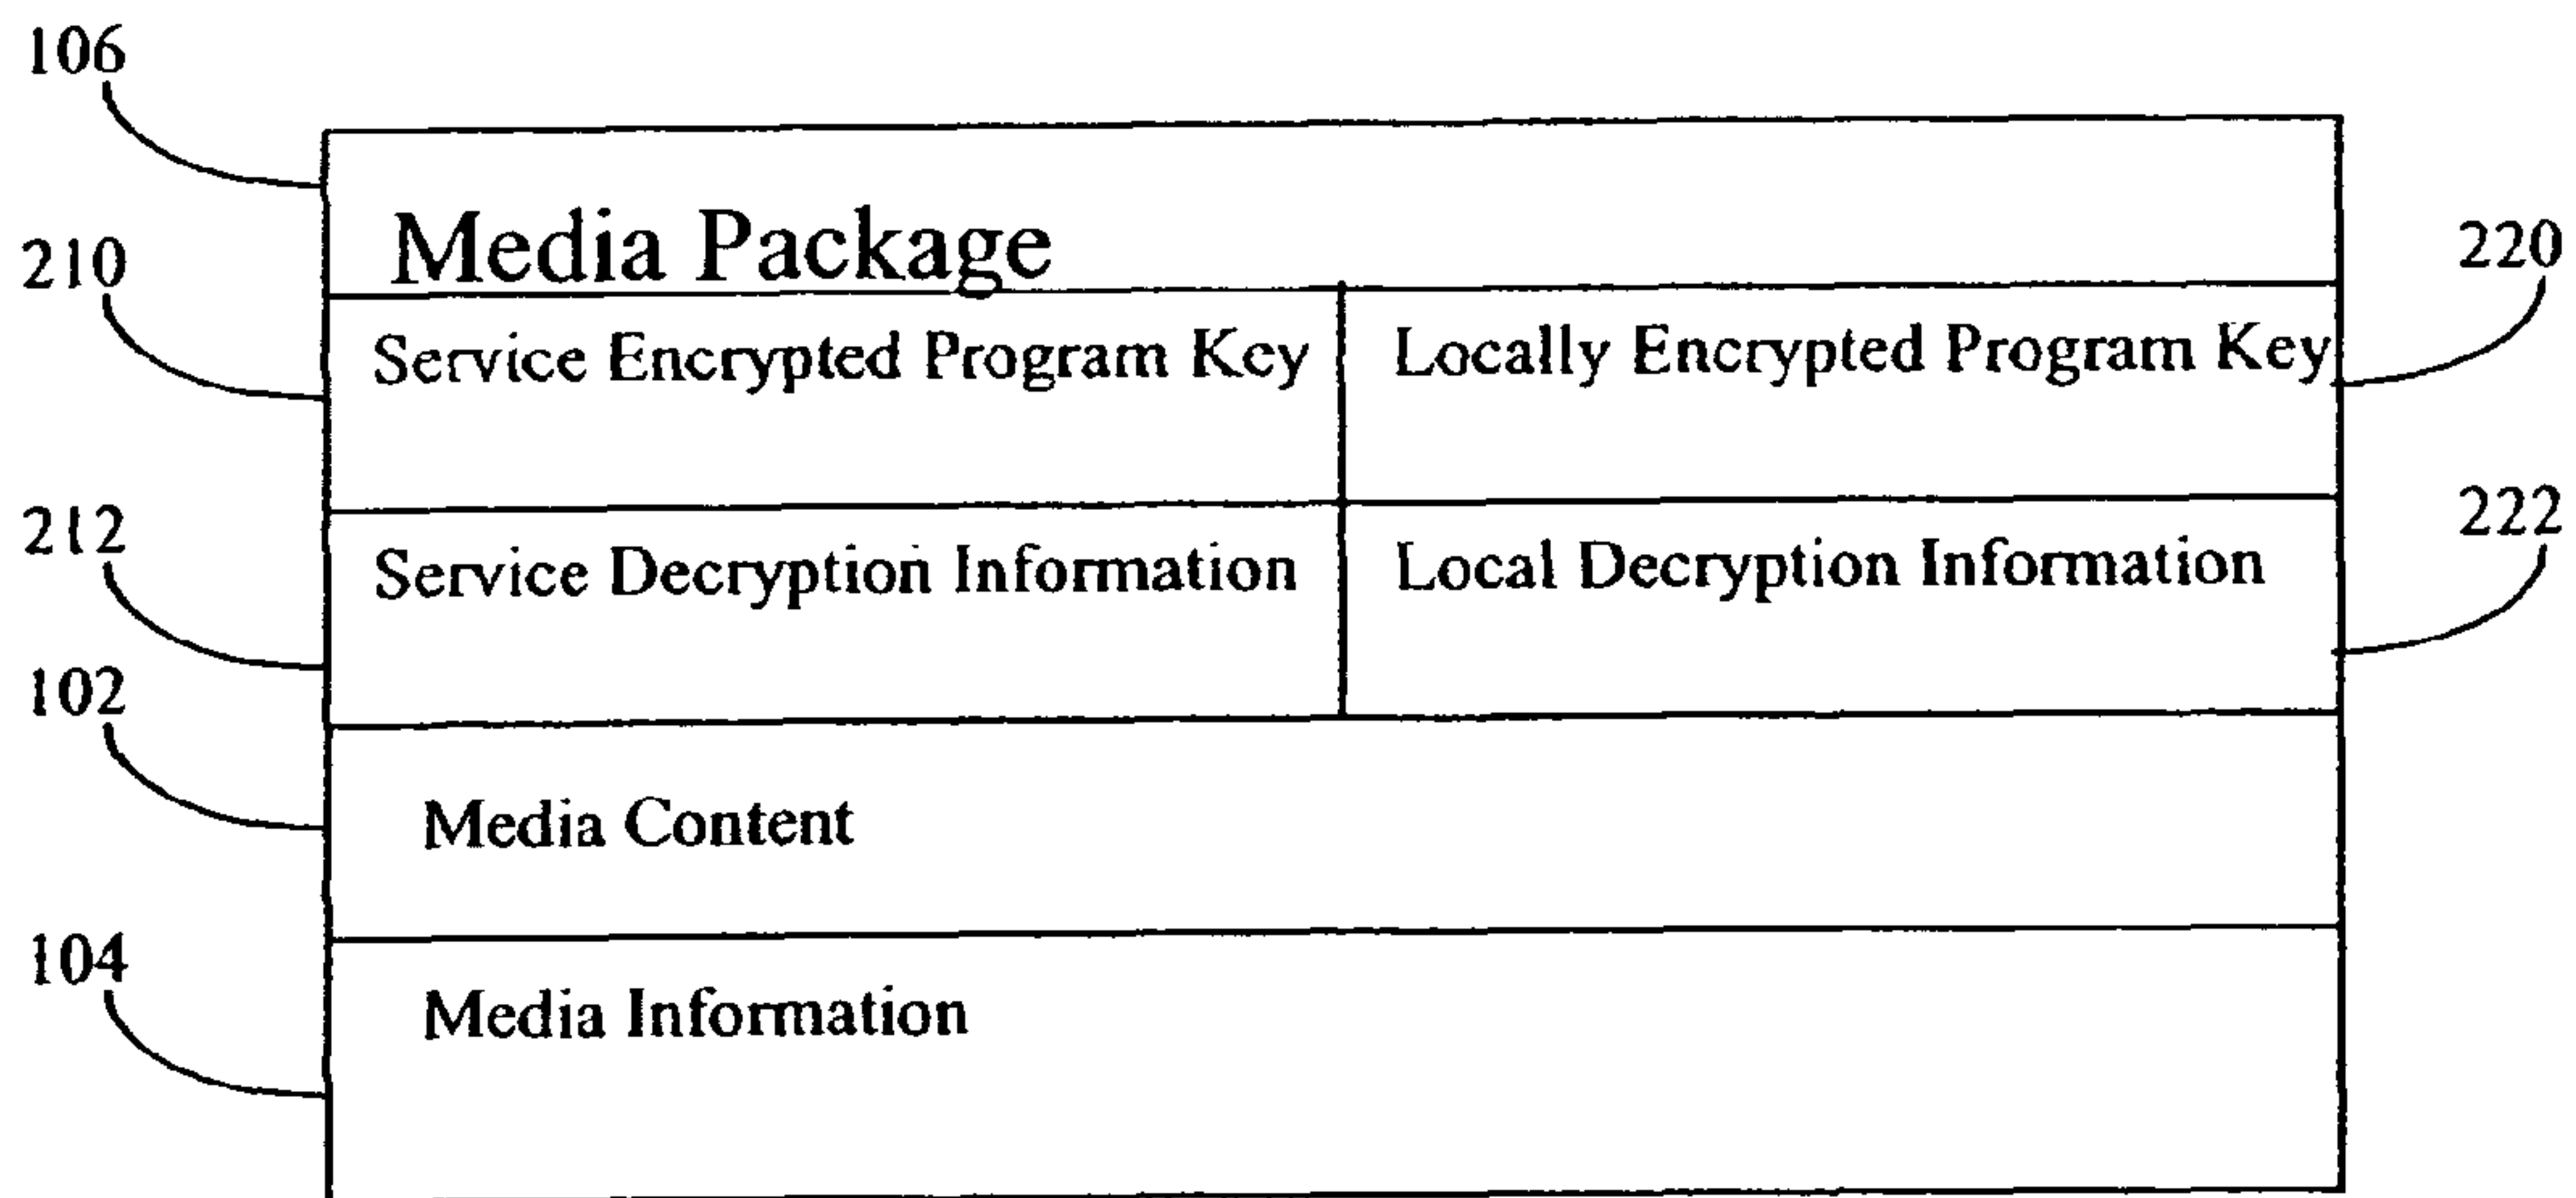 106
Media Package
210
220
Service Encrypted Program Key
Locally Encrypted Program Key
212
222
Service Decryption Information
Local Decryption Information
102
Media Content
104
Media Information